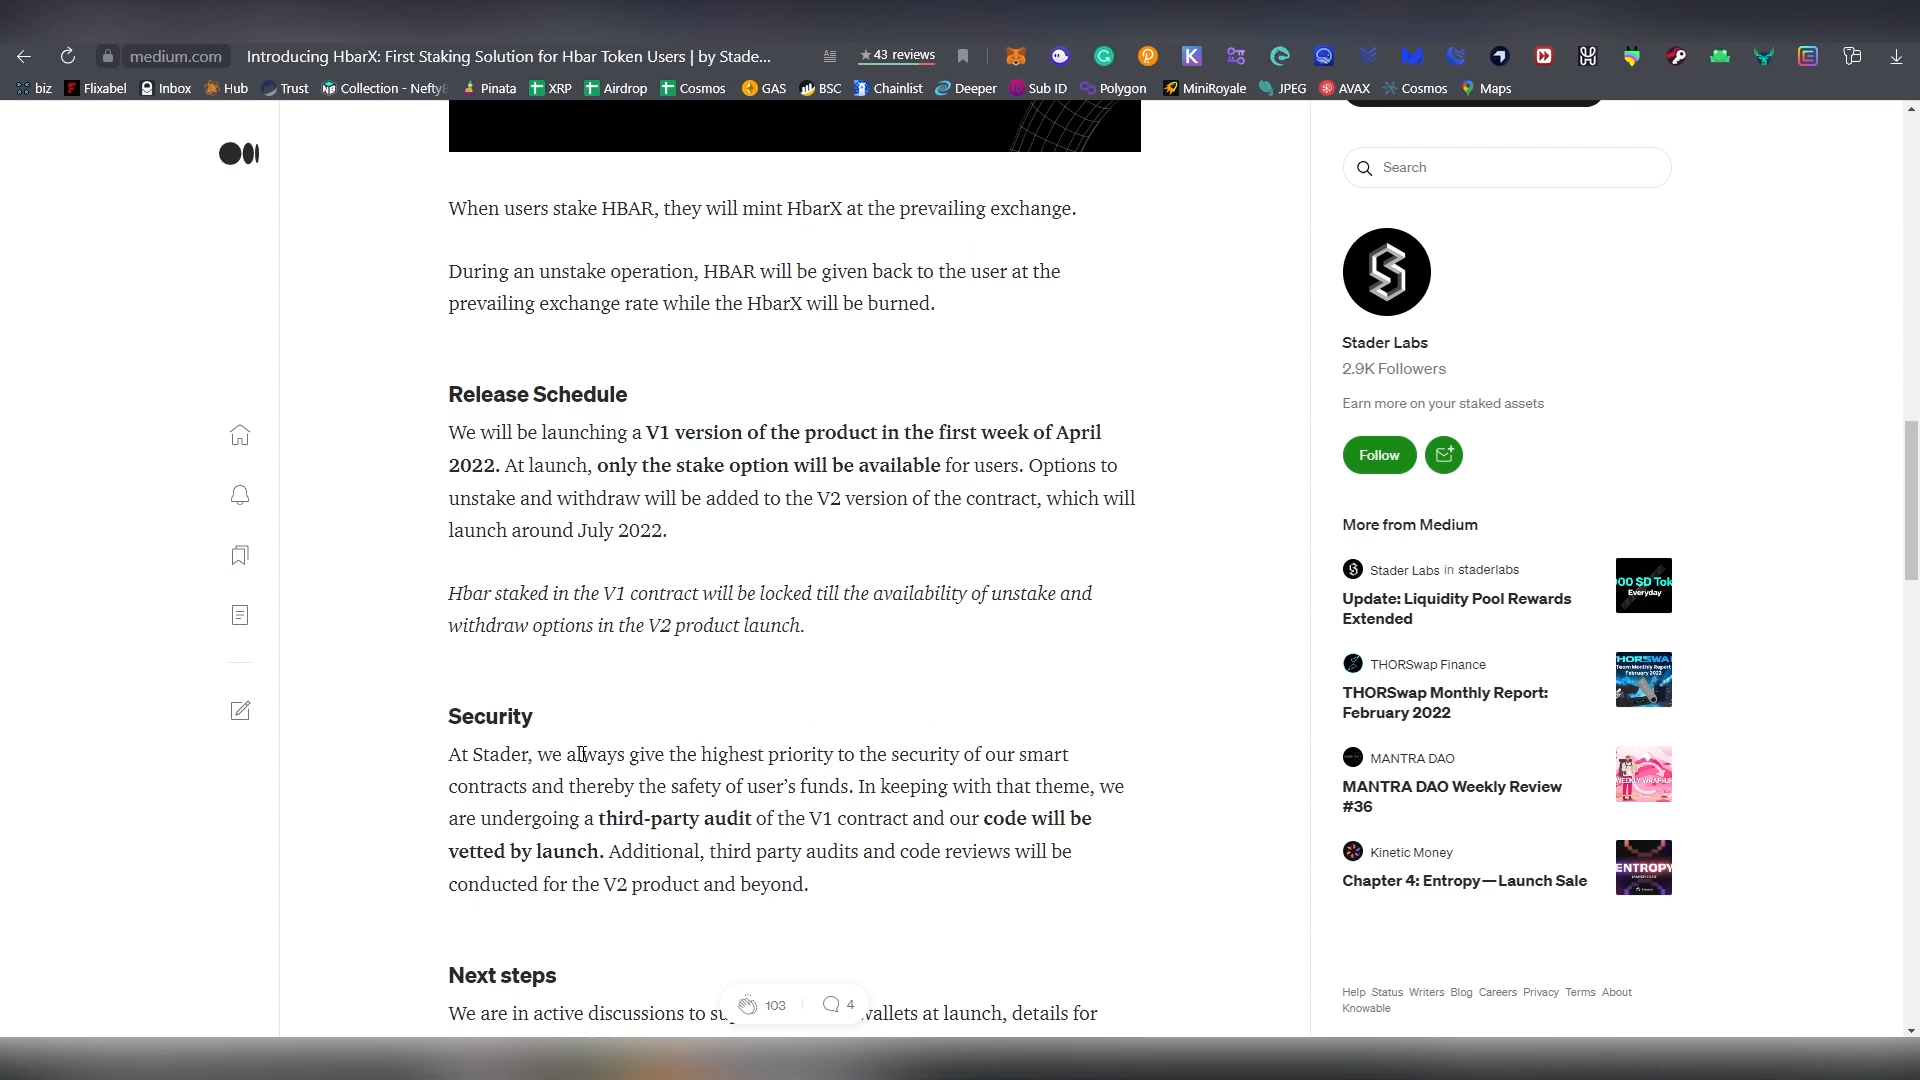 medium.com
Introducing HbarX: First Staking Solution for Hbar Token Users | by Stade...
★43 reviews
biz
Flixabel
Inbox
Hub
Trust
Collection - Nefty
Pinata
XRP
Airdrop
Cosmos
GAS
BSC
Chainlist
Deeper
Sub ID
Polygon
MiniRoyale
JPEG
AVAX
Cosmos
Maps
When users stake HBAR, they will mint HbarX at the prevailing exchange.
During an unstake operation, HBAR will be given back to the user at the
prevailing exchange rate while the HbarX will be burned.
Release Schedule
We will be launching a V1 version of the product in the first week of April
2022. At launch, only the stake option will be available for users. Options to
unstake and withdraw will be added to the V2 version of the contract, which will
launch around July 2022.
Hbar staked in the V1 contract will be locked till the availability of unstake and
withdraw options in the V2 product launch.
Security
At Stader, we always give the highest priority to the security of our smart
contracts and thereby the safety of user’s funds. In keeping with that theme, we
are undergoing a third-party audit of the V1 contract and our code will be
vetted by launch. Additional, third party audits and code reviews will be
conducted for the V2 product and beyond.
Next steps
We are in active discussions to wallets at launch, details for
103
4
Search
Stader Labs
2.9K Followers
Earn more on your staked assets
Follow
More from Medium
Stader Labs in staderlabs
Update: Liquidity Pool Rewards
Extended
Everyday
THORSwap Finance
THORSwap Monthly Report:
February 2022
MANTRA DAO
MANTRA DAO Weekly Review
#36
Kinetic Money
Chapter 4: Entropy—Launch Sale
ENTROPY
Help Status Writers Blog Careers Privacy Terms About
Knowable